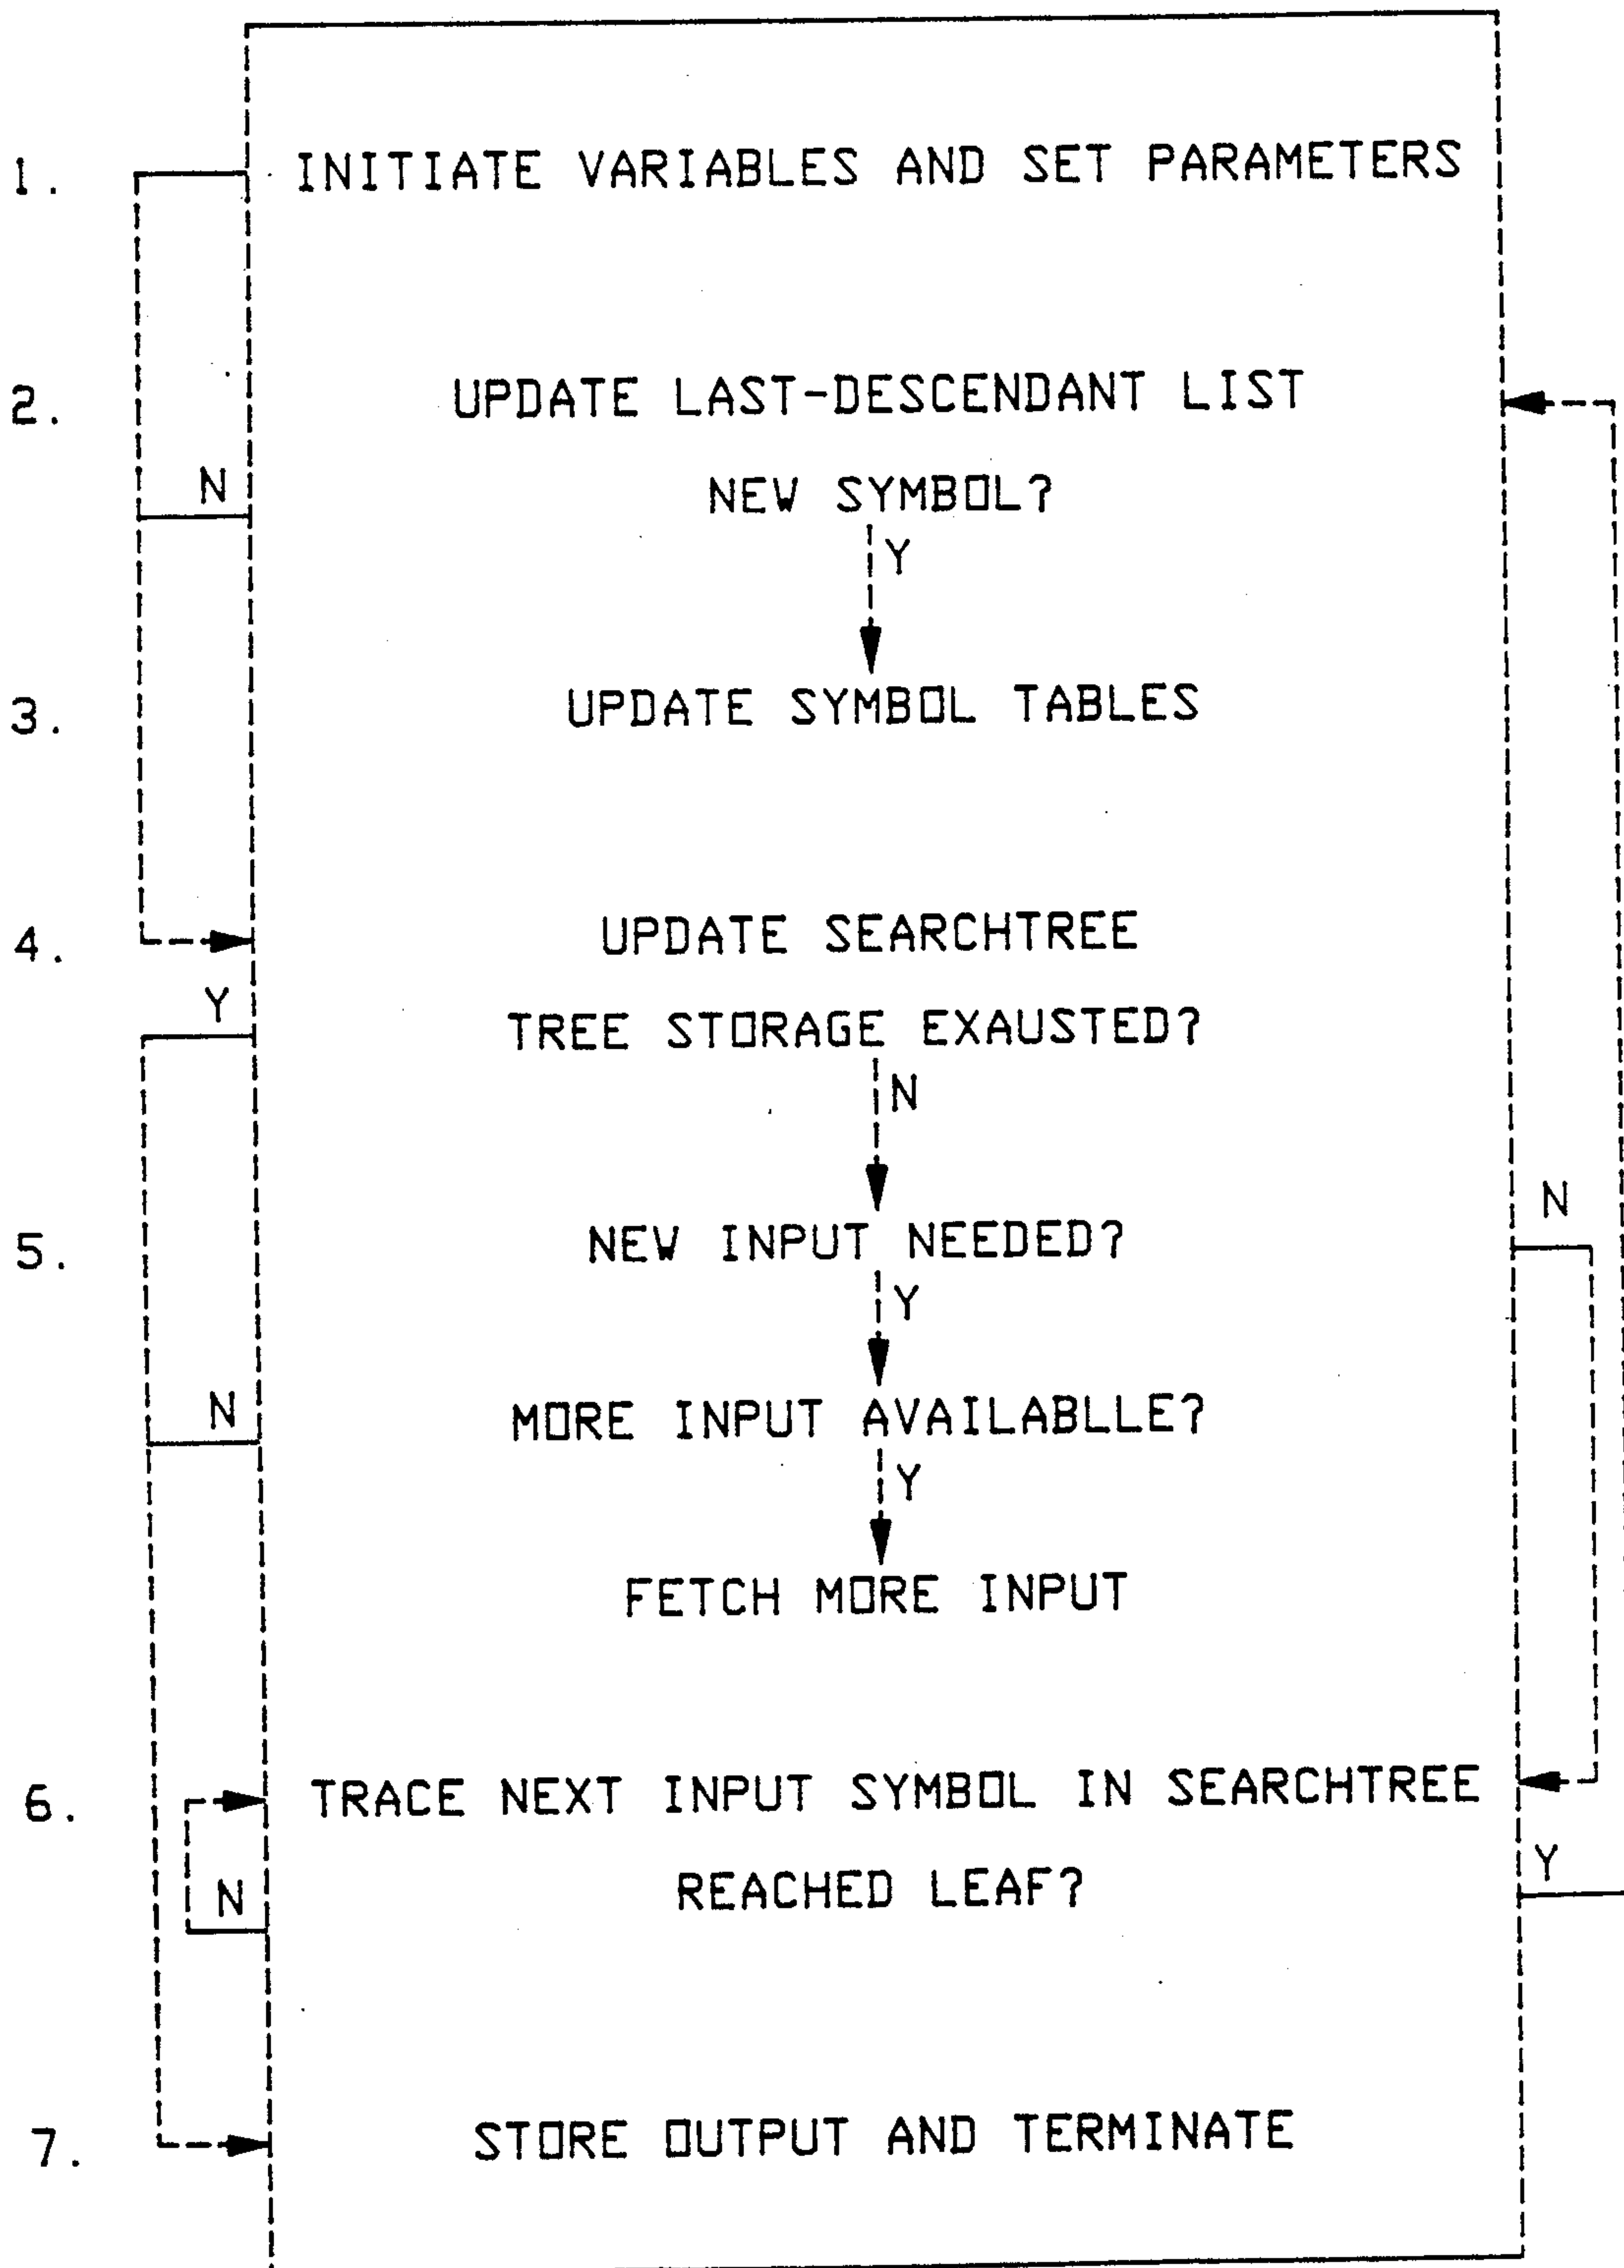 1. INITIATE VARIABLES AND SET PARAMETERS
2. UPDATE LAST-DESCENDANT LIST
N NEW SYMBOL?
Y
3. UPDATE SYMBOL TABLES
4. UPDATE SEARCHTREE
Y TREE STORAGE EXAUSTED?
N
5. NEW INPUT NEEDED? N
Y
N MORE INPUT AVAILABLLE?
Y
FETCH MORE INPUT
6. TRACE NEXT INPUT SYMBOL IN SEARCHTREE
N REACHED LEAF? Y
7. STORE OUTPUT AND TERMINATE